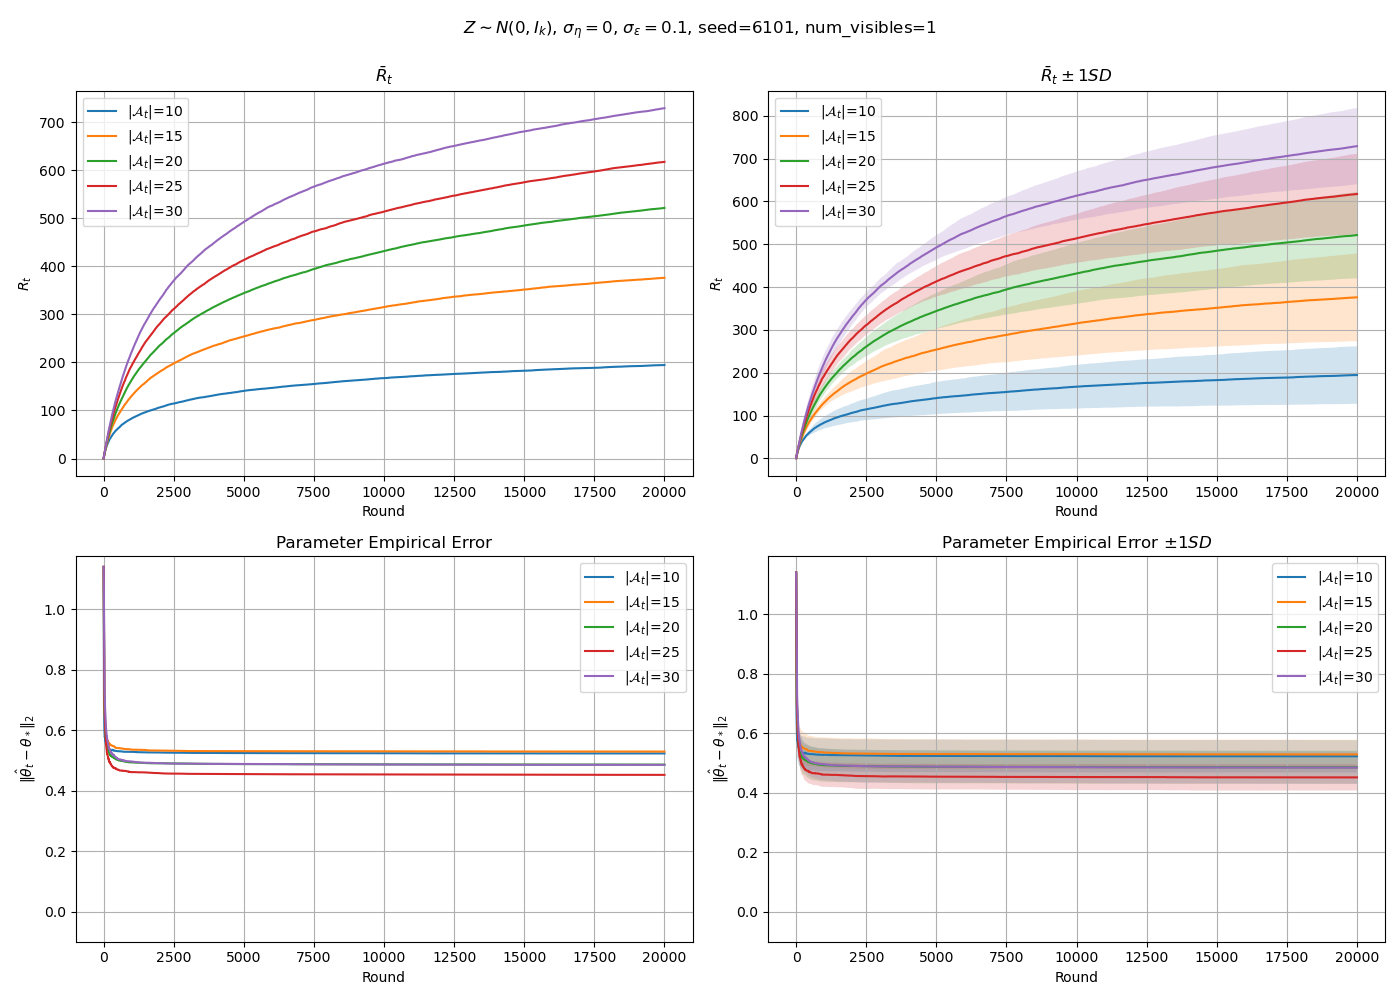 Z ∼ N(0, I_k), σ_η = 0, σ_ε = 0.1, seed=6101, num_visibles=1
R̄_t
R_t
700
600
500
400
300
200
100
0
|𝒜_t|=10
|𝒜_t|=15
|𝒜_t|=20
|𝒜_t|=25
|𝒜_t|=30
0 2500 5000 7500 10000 12500 15000 17500 20000
Round
R̄_t ± 1SD
R_t
800
700
600
500
400
300
200
100
0
|𝒜_t|=10
|𝒜_t|=15
|𝒜_t|=20
|𝒜_t|=25
|𝒜_t|=30
0 2500 5000 7500 10000 12500 15000 17500 20000
Round
Parameter Empirical Error
‖θ̂_t − θ_*‖_2
1.0
0.8
0.6
0.4
0.2
0.0
|𝒜_t|=10
|𝒜_t|=15
|𝒜_t|=20
|𝒜_t|=25
|𝒜_t|=30
0 2500 5000 7500 10000 12500 15000 17500 20000
Round
Parameter Empirical Error ±1SD
‖θ̂_t − θ_*‖_2
1.0
0.8
0.6
0.4
0.2
0.0
|𝒜_t|=10
|𝒜_t|=15
|𝒜_t|=20
|𝒜_t|=25
|𝒜_t|=30
0 2500 5000 7500 10000 12500 15000 17500 20000
Round